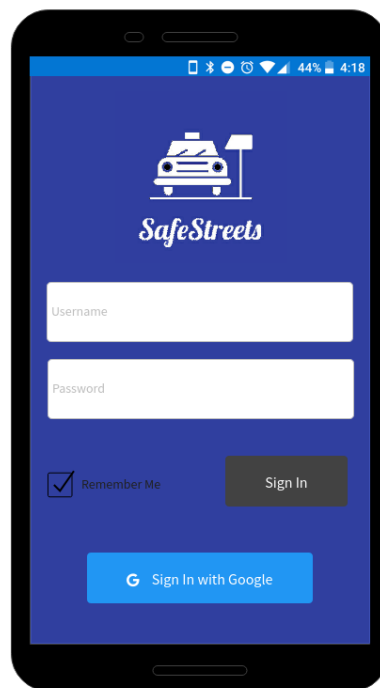 44% 4:18
SafeStreets
Username
Password
Remember Me
Sign In
G Sign In with Google